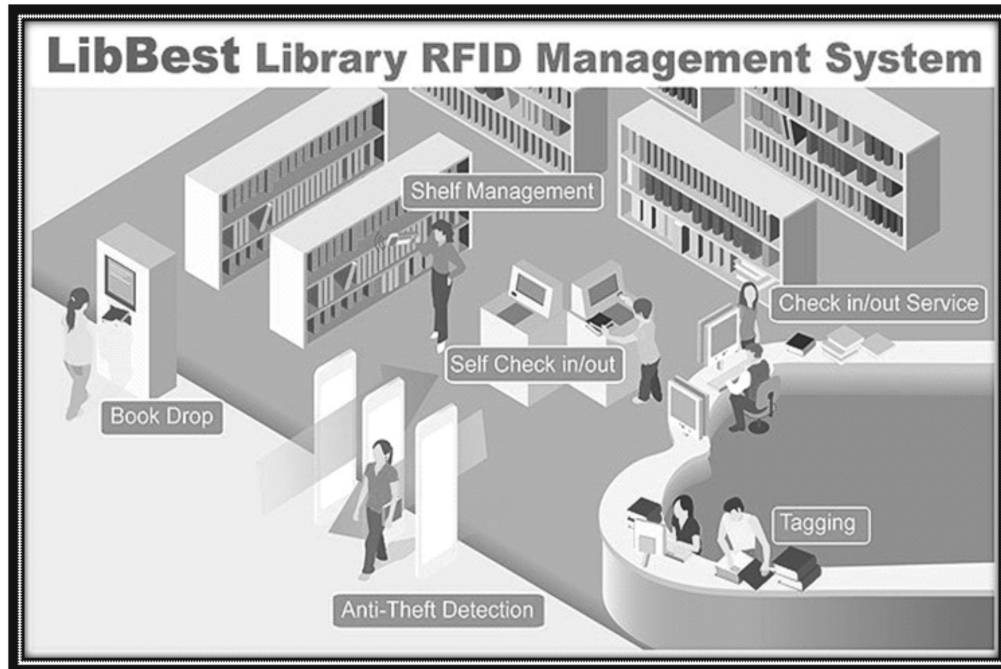 LibBest Library RFID Management System
Shelf Management
Check in/out Service
Self Check in/out
Book Drop
Tagging
Anti-Theft Detection